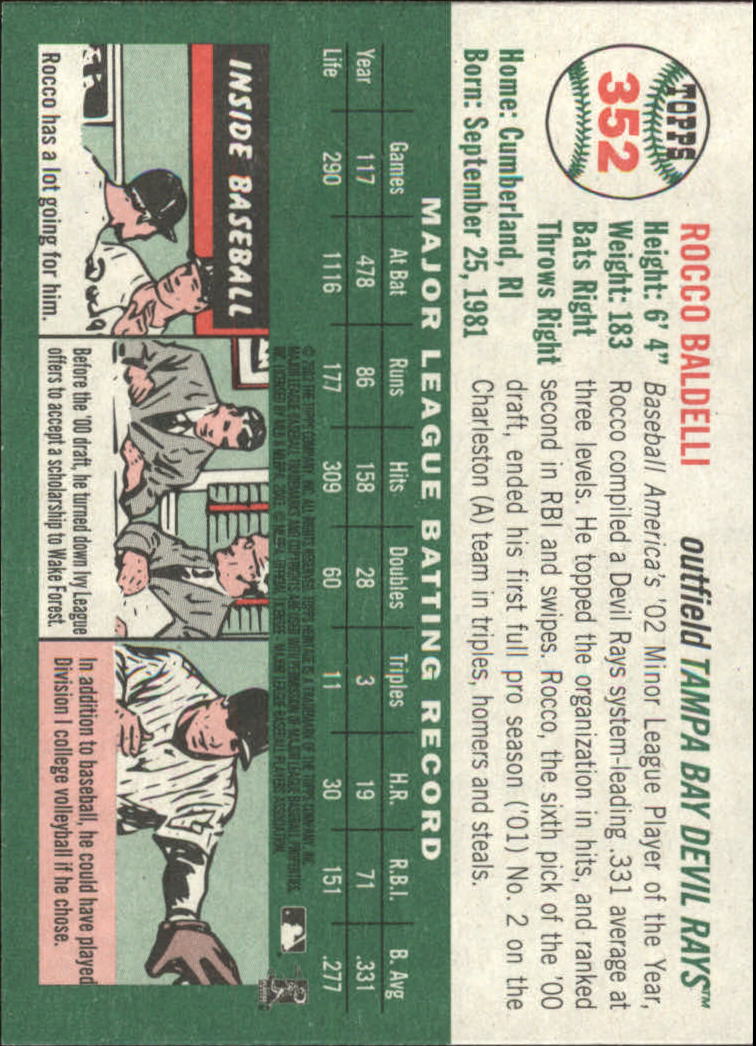 TOPPS
352
ROCCO BALDELLI
outfield TAMPA BAY DEVIL RAYS™
Height: 6' 4"
Weight: 183
Bats Right
Throws Right
Home: Cumberland, RI
Born: September 25, 1981
Baseball America's '02 Minor League Player of the Year,
Rocco compiled a Devil Rays system-leading .331 average at
three levels. He topped the organization in hits, and ranked
second in RBI and swipes. Rocco, the sixth pick of the '00
draft, ended his first full pro season ('01) No. 2 on the
Charleston (A) team in triples, homers and steals.
MAJOR LEAGUE BATTING RECORD
Year Games At Bat Runs Hits Doubles Triples H.R. R.B.I. B. Avg
117 478 86 158 28 3 19 71 .331
Life 290 1116 177 309 60 11 30 151 .277
INSIDE BASEBALL
Rocco has a lot going for him.
Before the '00 draft, he turned down Ivy League
offers to accept a scholarship to Wake Forest.
In addition to baseball, he could have played
Division I college volleyball if he chose.